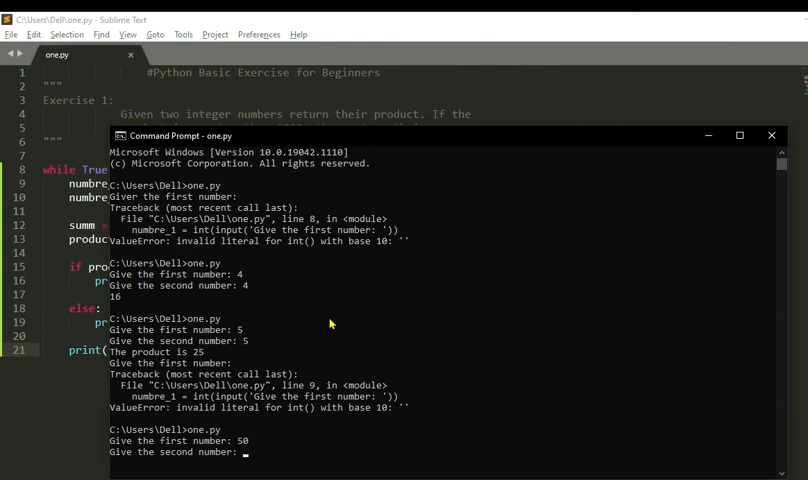 C:\Users\Dell\one.py - Sublime Text
File Edit Selection Find View Goto Tools Project Preferences Help
one.py
1 #Python Basic Exercise for Beginners
2 """
3 Exercise 1:
4 Given two integer numbers return their product. If the
5
6 """
7
8 while True
9 numbre_
10 numbre_
11
12 summ =
13 produc
14
15 if pro
16 pr
17
18 else:
19 pr
20
21 print(
Command Prompt - one.py
Microsoft Windows [Version 10.0.19042.1110]
(c) Microsoft Corporation. All rights reserved.
C:\Users\Dell>one.py
Giver the first number:
Traceback (most recent call last):
File "C:\Users\Dell\one.py", line 8, in <module>
numbre_1 = int(input('Give the first number: '))
ValueError: invalid literal for int() with base 10: ''
C:\Users\Dell>one.py
Give the first number: 4
Give the second number: 4
16
C:\Users\Dell>one.py
Give the first number: 5
Give the second number: 5
The product is 25
Give the first number:
Traceback (most recent call last):
File "C:\Users\Dell\one.py", line 9, in <module>
numbre_1 = int(input('Give the first number: '))
ValueError: invalid literal for int() with base 10: ''
C:\Users\Dell>one.py
Give the first number: 50
Give the second number: _